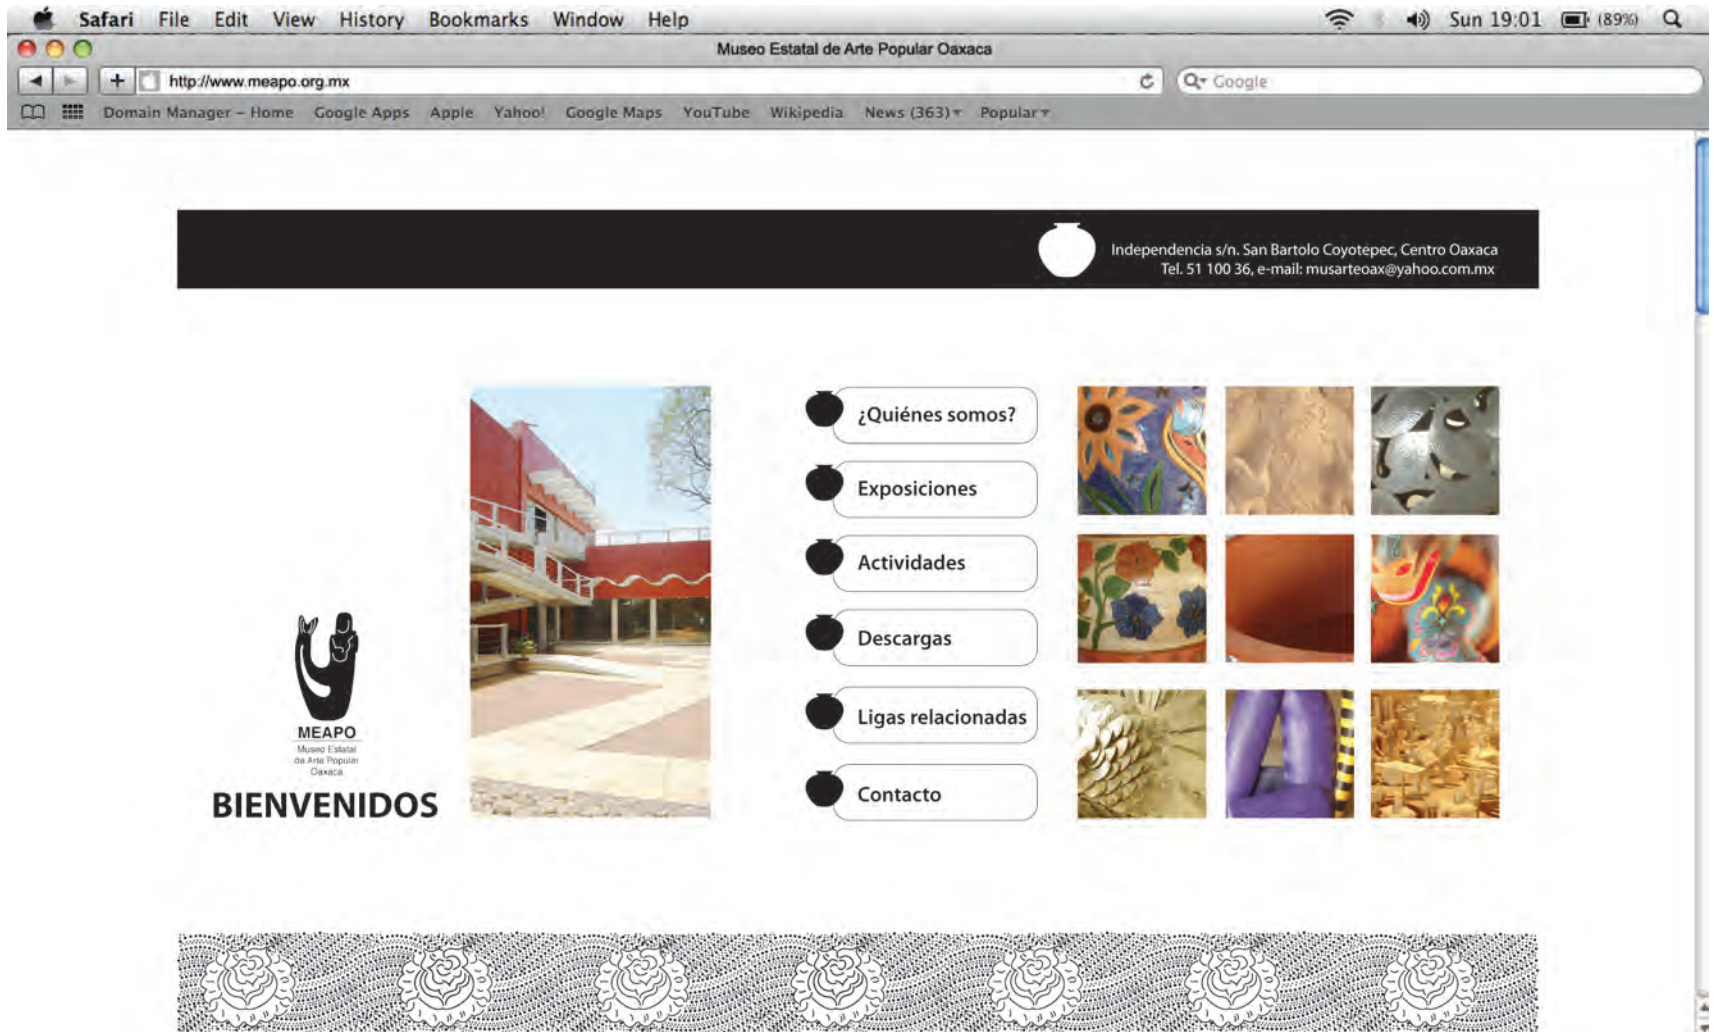 Safari File Edit View History Bookmarks Window Help Sun 19:01 (89%)
Museo Estatal de Arte Popular Oaxaca
http://www.meapo.org.mx Google
Domain Manager – Home Google Apps Apple Yahoo! Google Maps YouTube Wikipedia News (363) Popular
Independencia s/n. San Bartolo Coyotepec, Centro Oaxaca
Tel. 51 100 36, e-mail: musarteoax@yahoo.com.mx
¿Quiénes somos?
Exposiciones
Actividades
Descargas
Ligas relacionadas
Contacto
MEAPO
Museo Estatal
de Arte Popular
Oaxaca
BIENVENIDOS